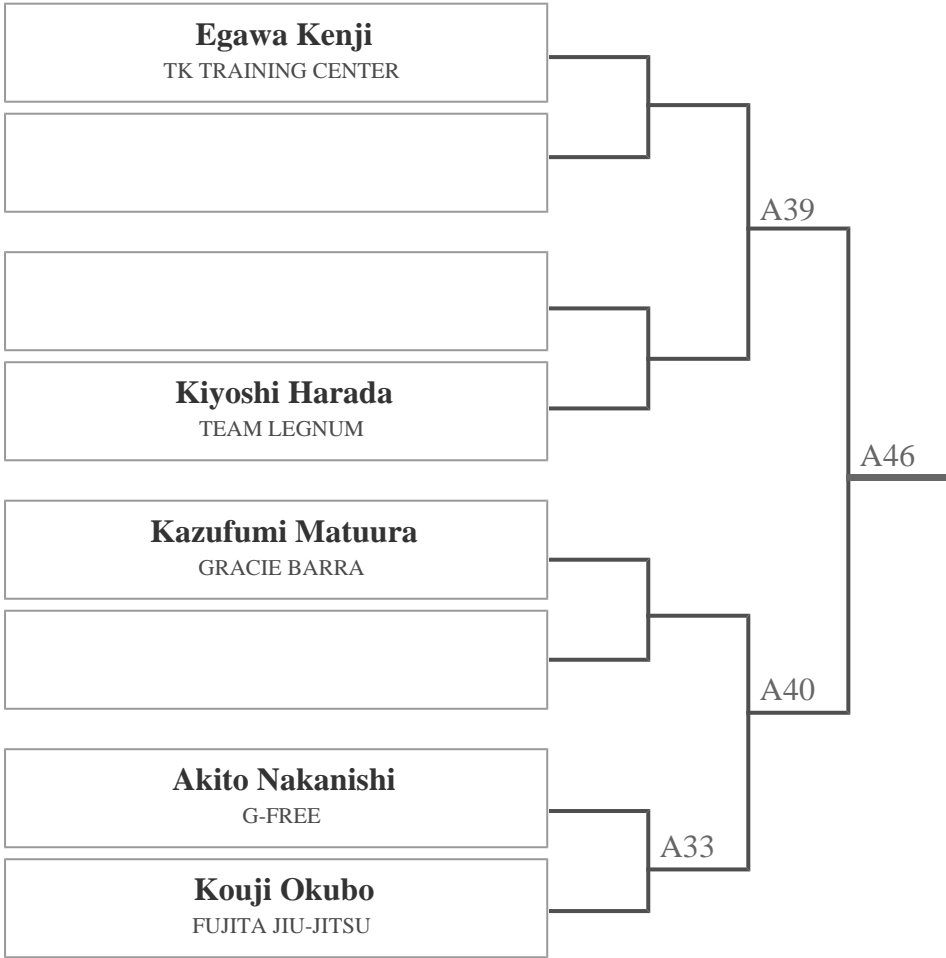 Egawa Kenji
TK TRAINING CENTER
A39
Kiyoshi Harada
TEAM LEGNUM
A46
Kazufumi Matuura
GRACIE BARRA
A40
Akito Nakanishi
G-FREE
A33
Kouji Okubo
FUJITA JIU-JITSU